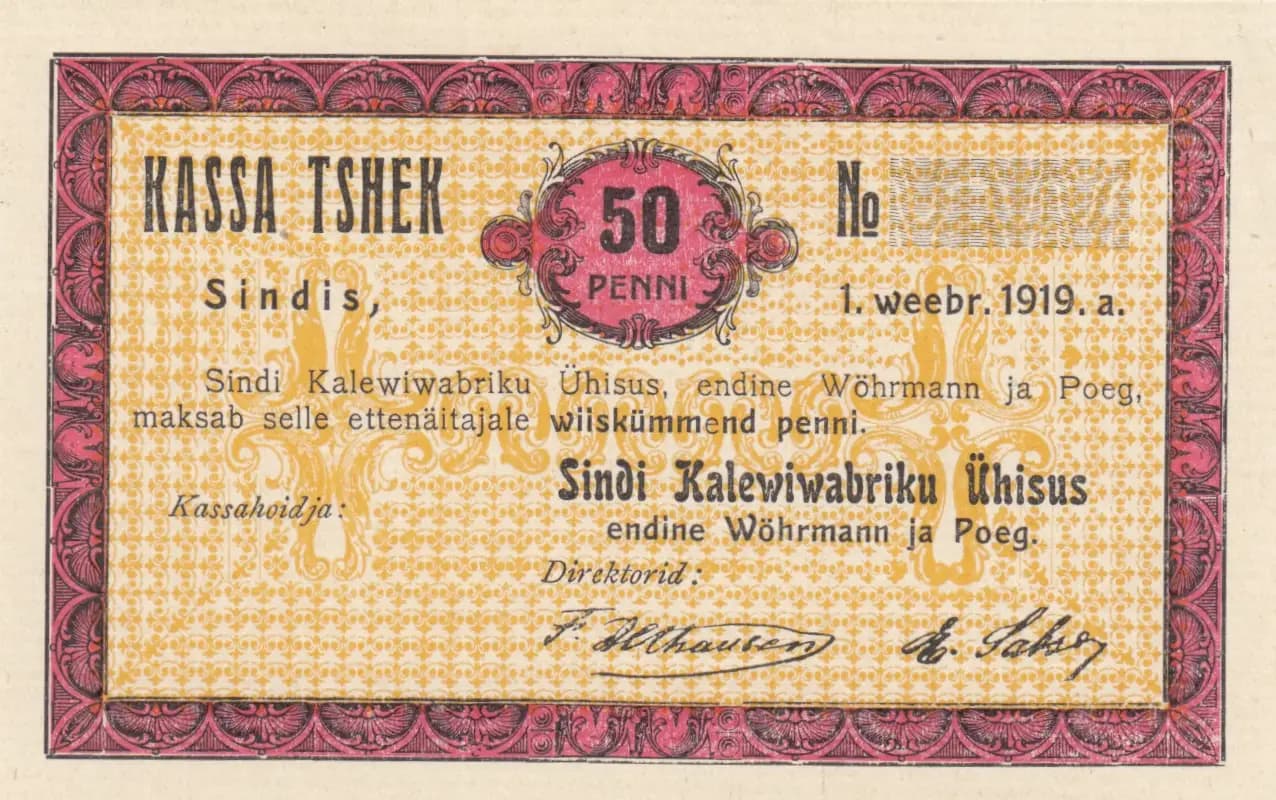 KASSA TSHEK
50
PENNI
No
Sindis,
1. weebr. 1919. a.
Sindi Kalewiwabriku Ühisus, endine Wöhrmann ja Poeg,
maksab selle ettenäitajale wiiskümmend penni.
Sindi Kalewiwabriku Ühisus
endine Wöhrmann ja Poeg.
Kassahoidja:
Direktorid:
F. Althausen